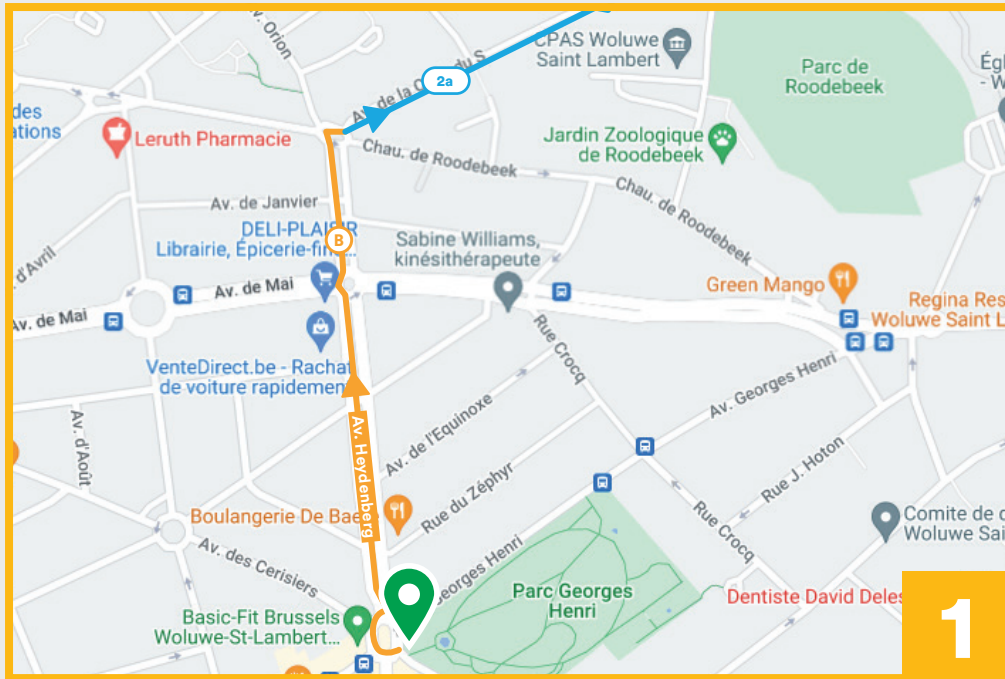 Av. Orion
CPAS Woluwe
Saint Lambert
Parc de
Roodebeek
Égl
W
2a
Av. de la C du S
des
ations
Leruth Pharmacie
Jardin Zoologique
de Roodebeek
Chau. de Roodebeek
Chau. de Roodebeek
Av. de Janvier
d'Avril
DELI-PLAISIR
Librairie, Épicerie-fin...
B
Sabine Williams,
kinésithérapeute
Av. de Mai
Av. de Mai
Green Mango
Regina Res
Woluwe Saint L
VenteDirect.be - Rachat
de voiture rapidement
Rue Crocq
Av. Georges Henri
Av. d'Août
Av. Heydenberg
Av. de l'Equinoxe
Rue J. Hoton
Boulangerie De Bae
Rue du Zéphyr
Rue Crocq
Comite de q
Woluwe Sai
Av. des Cerisiers
Georges Henri
Parc Georges
Henri
Dentiste David Deles
Basic-Fit Brussels
Woluwe-St-Lambert...
1